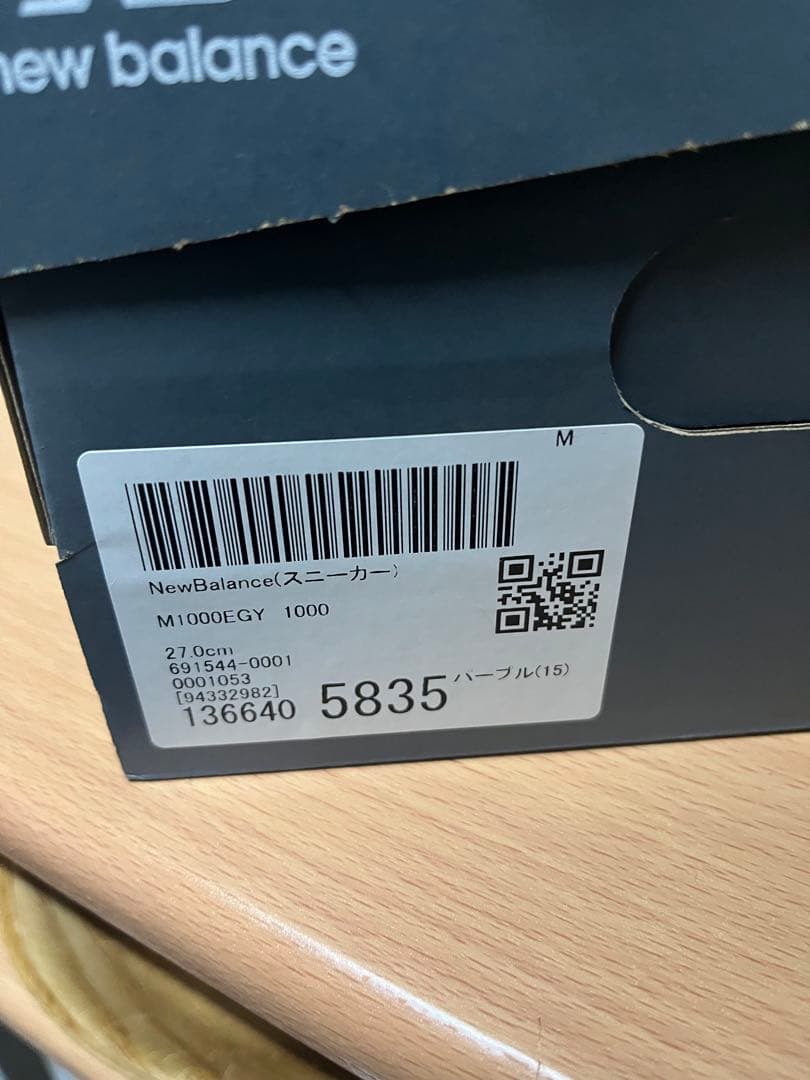 new balance
M
NewBalance(スニーカー)
M1000EGY 1000
27.0cm
691544-0001
0001053
[94332982]
136640 5835 パープル(15)